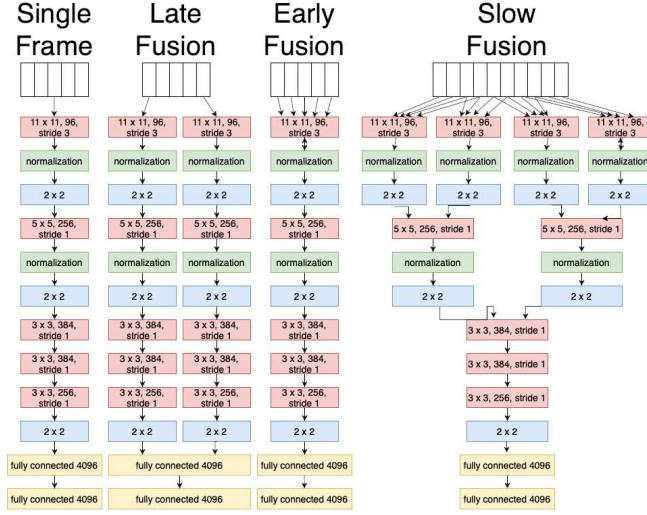 Single
Frame
Late
Fusion
Early
Fusion
Slow
Fusion
11 x 11, 96,
stride 3
11 x 11, 96,
stride 3
11 x 11, 96,
stride 3
11 x 11, 96,
stride 3
11 x 11, 96,
stride 3
11 x 11, 96,
stride 3
11 x 11, 96,
stride 3
11 x 11, 96,
stride 3
normalization
normalization
normalization
normalization
normalization
normalization
normalization
normalization
2 x 2
2 x 2
2 x 2
2 x 2
2 x 2
2 x 2
2 x 2
2 x 2
5 x 5, 256,
stride 1
5 x 5, 256,
stride 1
5 x 5, 256,
stride 1
5 x 5, 256,
stride 1
5 x 5, 256, stride 1
5 x 5, 256, stride 1
normalization
normalization
normalization
normalization
normalization
normalization
2 x 2
2 x 2
2 x 2
2 x 2
2 x 2
2 x 2
3 x 3, 384,
stride 1
3 x 3, 384,
stride 1
3 x 3, 384,
stride 1
3 x 3, 384,
stride 1
3 x 3, 384, stride 1
3 x 3, 384,
stride 1
3 x 3, 384,
stride 1
3 x 3, 384,
stride 1
3 x 3, 384,
stride 1
3 x 3, 384, stride 1
3 x 3, 256,
stride 1
3 x 3, 256,
stride 1
3 x 3, 256,
stride 1
3 x 3, 256,
stride 1
3 x 3, 256, stride 1
2 x 2
2 x 2
2 x 2
2 x 2
2 x 2
fully connected 4096
fully connected 4096
fully connected 4096
fully connected 4096
fully connected 4096
fully connected 4096
fully connected 4096
fully connected 4096